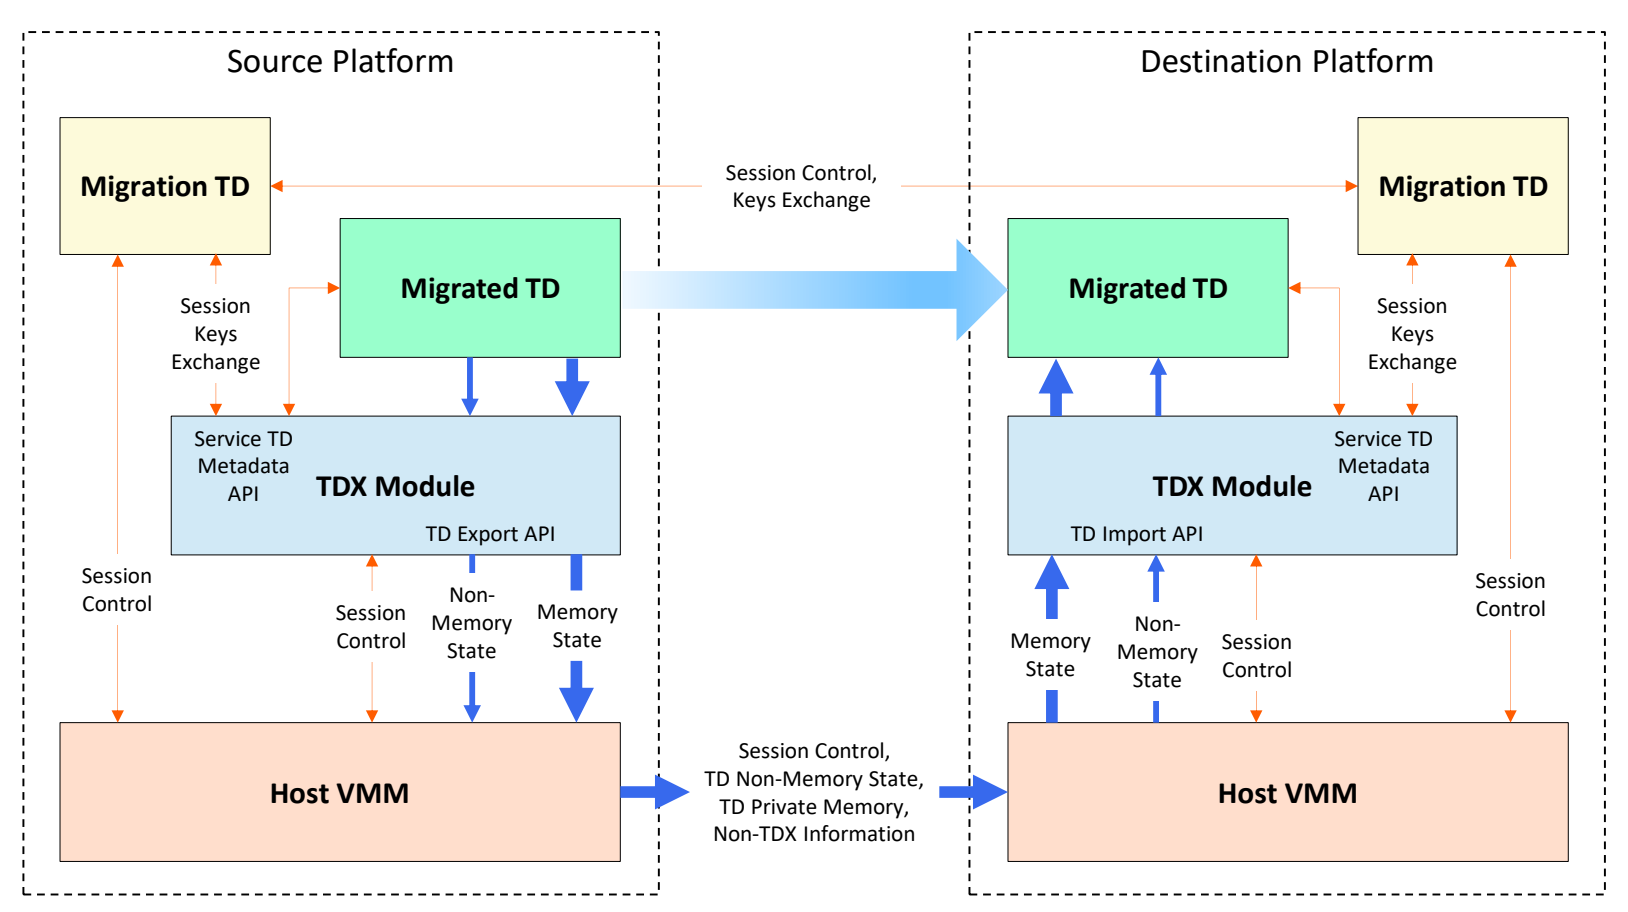 Source Platform
Destination Platform
Migration TD
Session Control,
Keys Exchange
Migration TD
Migrated TD
Migrated TD
Session
Keys
Exchange
Session
Keys
Exchange
Service TD
Metadata
API
TDX Module
TD Export API
Service TD
Metadata
API
TDX Module
TD Import API
Session
Control
Session
Control
Non-
Memory
State
Memory
State
Memory
State
Non-
Memory
State
Session
Control
Session
Control
Host VMM
Session Control,
TD Non-Memory State,
TD Private Memory,
Non-TDX Information
Host VMM